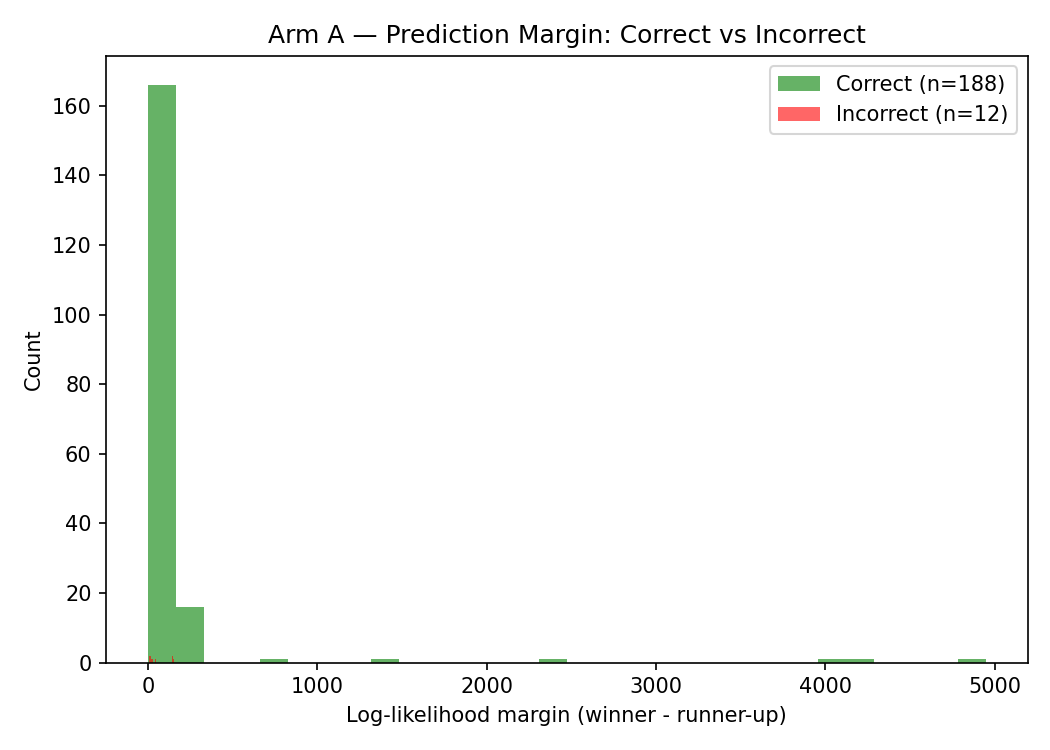 Arm A — Prediction Margin: Correct vs Incorrect
Correct (n=188)
Incorrect (n=12)
Count
160
140
120
100
80
60
40
20
0
0 1000 2000 3000 4000 5000
Log-likelihood margin (winner - runner-up)